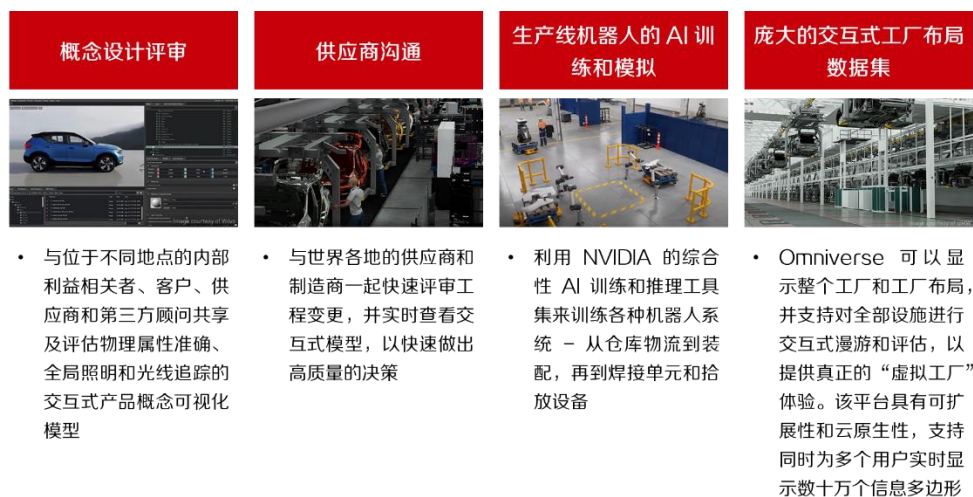 概念设计评审
供应商沟通
生产线机器人的 AI 训
练和模拟
庞大的交互式工厂布局
数据集
Image courtesy of Volvo
• 与位于不同地点的内部
利益相关者、客户、供
应商和第三方顾问共享
及评估物理属性准确、
全局照明和光线追踪的
交互式产品概念可视化
模型
• 与世界各地的供应商和
制造商一起快速评审工
程变更，并实时查看交
互式模型，以快速做出
高质量的决策
• 利用 NVIDIA 的综合
性 AI 训练和推理工具
集来训练各种机器人系
统 – 从仓库物流到装
配，再到焊接单元和拾
放设备
• Omniverse 可以显
示整个工厂和工厂布局，
并支持对全部设施进行
交互式漫游和评估，以
提供真正的“虚拟工厂”
体验。该平台具有可扩
展性和云原生性，支持
同时为多个用户实时显
示数十万个信息多边形